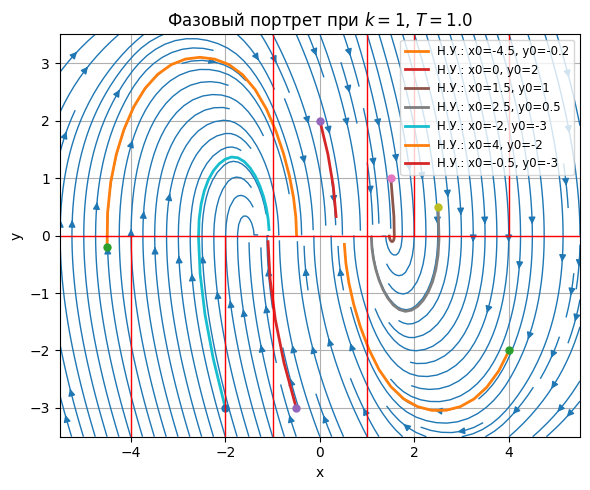 Фазовый портрет при k = 1, T = 1.0
Н.У.: x0=-4.5, y0=-0.2
Н.У.: x0=0, y0=2
Н.У.: x0=1.5, y0=1
Н.У.: x0=2.5, y0=0.5
Н.У.: x0=-2, y0=-3
Н.У.: x0=4, y0=-2
Н.У.: x0=-0.5, y0=-3
y
3
2
1
0
−1
−2
−3
−4 −2 0 2 4
x